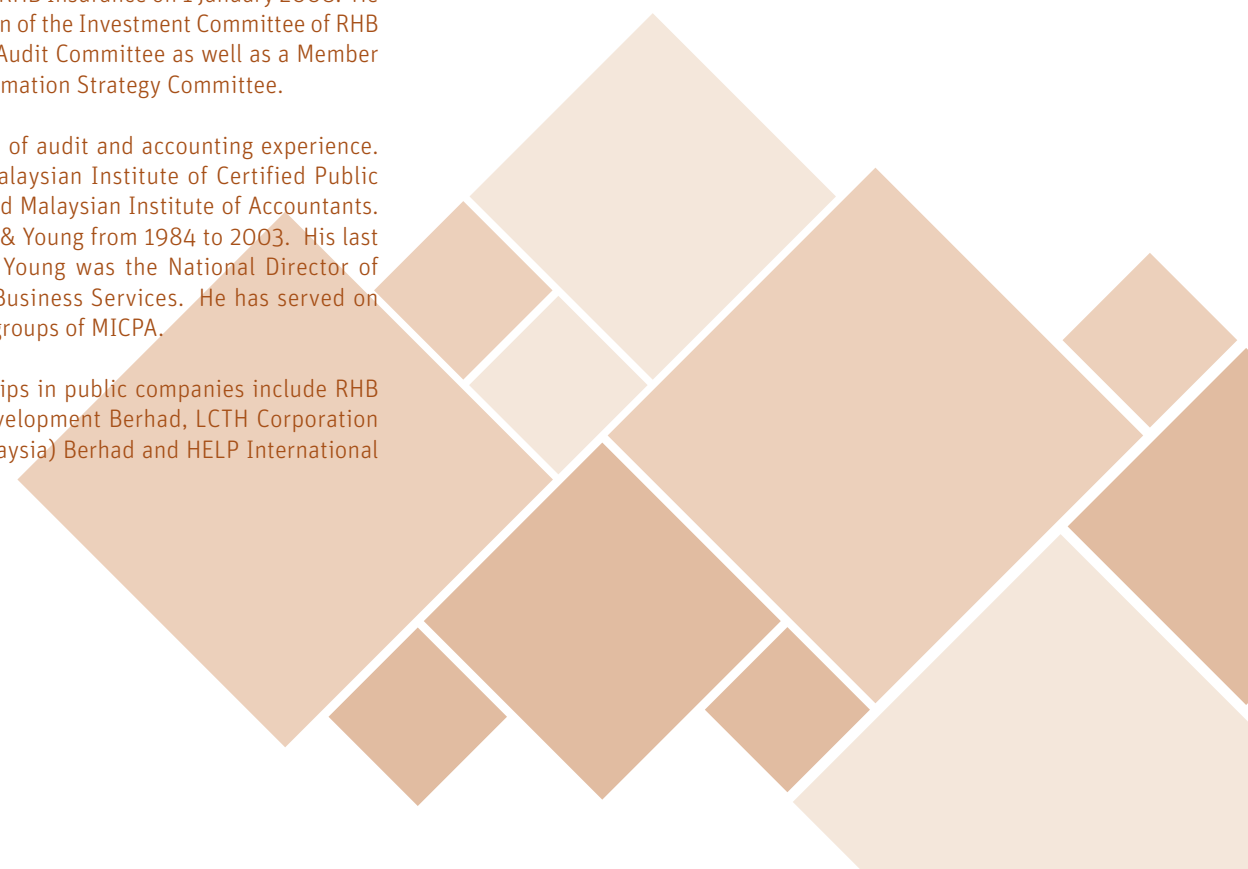 RHB Insurance on 1 January
n of the Investment Committee of RHB
Audit Committee as well as a Member
mation Strategy Committee.
of audit and accounting experience.
alaysian Institute of Certified Public
d Malaysian Institute of Accountants.
& Young from 1984 to 2003. His last
Young was the National Director of
Business Services. He has served on
groups of MICPA.
ips in public companies include RHB
velopment Berhad, LCTH Corporation
aysia) Berhad and HELP International